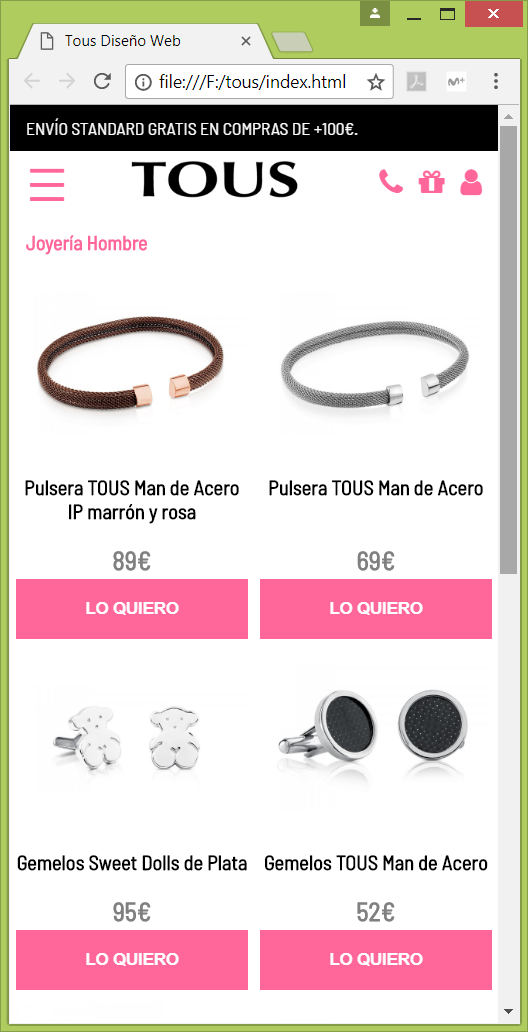 Tous Diseño Web
file:///F:/tous/index.html
ENVÍO STANDARD GRATIS EN COMPRAS DE +100€.
TOUS
Joyería Hombre
Pulsera TOUS Man de Acero
IP marrón y rosa
89€
LO QUIERO
Pulsera TOUS Man de Acero
69€
LO QUIERO
Gemelos Sweet Dolls de Plata
95€
LO QUIERO
Gemelos TOUS Man de Acero
52€
LO QUIERO